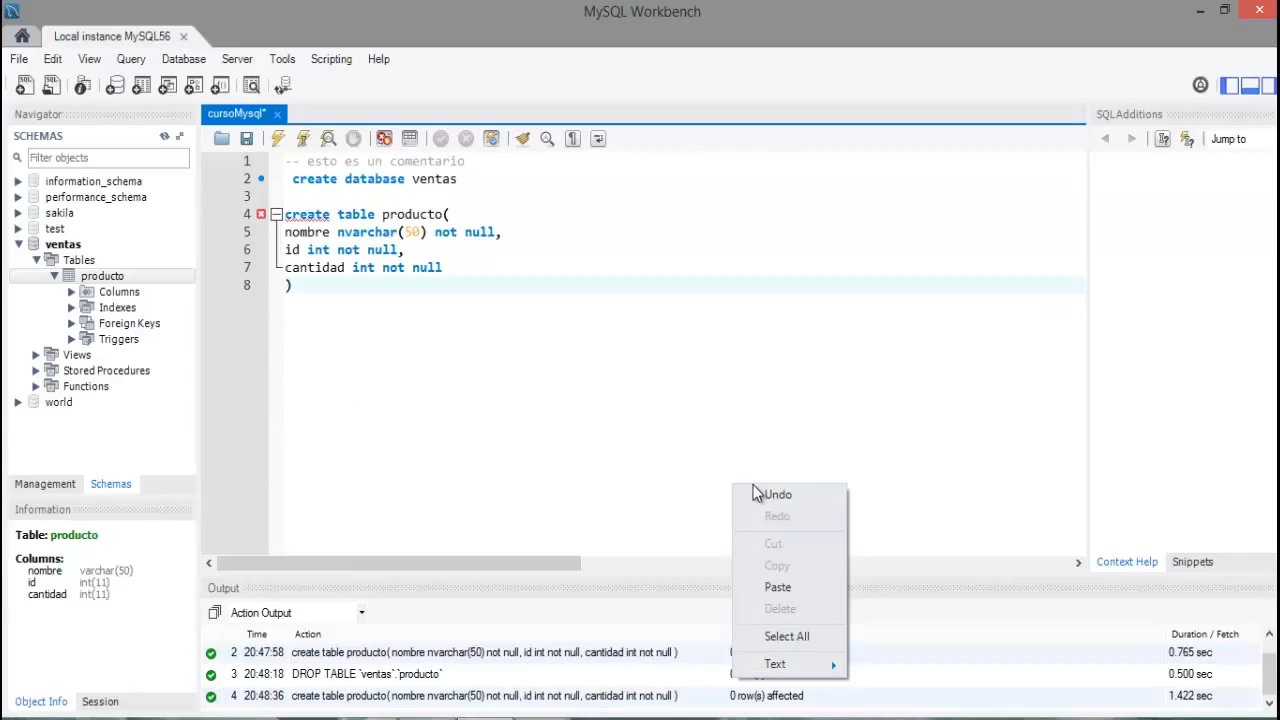 MySQL Workbench
Local instance MySQL56
File Edit View Query Database Server Tools Scripting Help
Navigator
SCHEMAS
Filter objects
information_schema
performance_schema
sakila
test
ventas
Tables
producto
Columns
Indexes
Foreign Keys
Triggers
Views
Stored Procedures
Functions
world
Management Schemas
Information
Table: producto
Columns:
nombre varchar(50)
id int(11)
cantidad int(11)
Object Info Session
cursoMysql*
1 -- esto es un comentario
2 create database ventas
3
4 create table producto(
5 nombre nvarchar(50) not null,
6 id int not null,
7 cantidad int not null
8 )
Undo
Redo
Cut
Copy
Paste
Delete
Select All
Text
SQLAdditions
Jump to
Context Help Snippets
Output
Action Output
Time Action Duration / Fetch
2 20:47:58 create table producto( nombre nvarchar(50) not null, id int not null, cantidad int not null ) 0.765 sec
3 20:48:18 DROP TABLE `ventas`.`producto` 0.500 sec
4 20:48:36 create table producto( nombre nvarchar(50) not null, id int not null, cantidad int not null ) 0 row(s) affected 1.422 sec